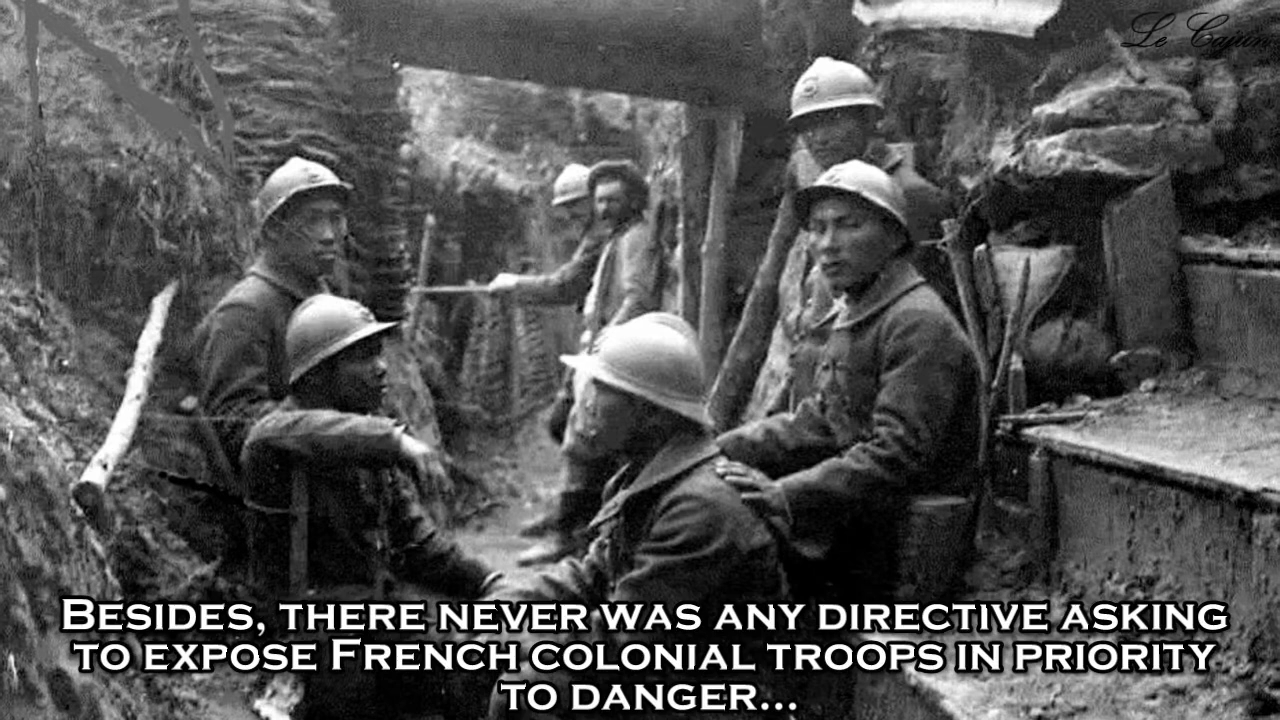 Le Cajun
Besides, there never was any directive asking
to expose French colonial troops in priority
to danger...